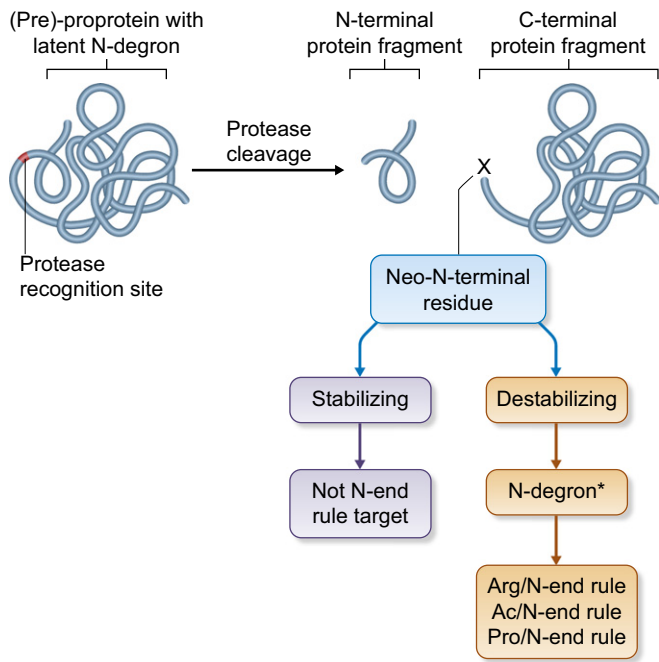 (Pre)-proprotein with
latent N-degron
N-terminal
protein fragment
C-terminal
protein fragment
Protease
cleavage
X
Protease
recognition site
Neo-N-terminal
residue
Stabilizing
Destabilizing
Not N-end
rule target
N-degron*
Arg/N-end rule
Ac/N-end rule
Pro/N-end rule